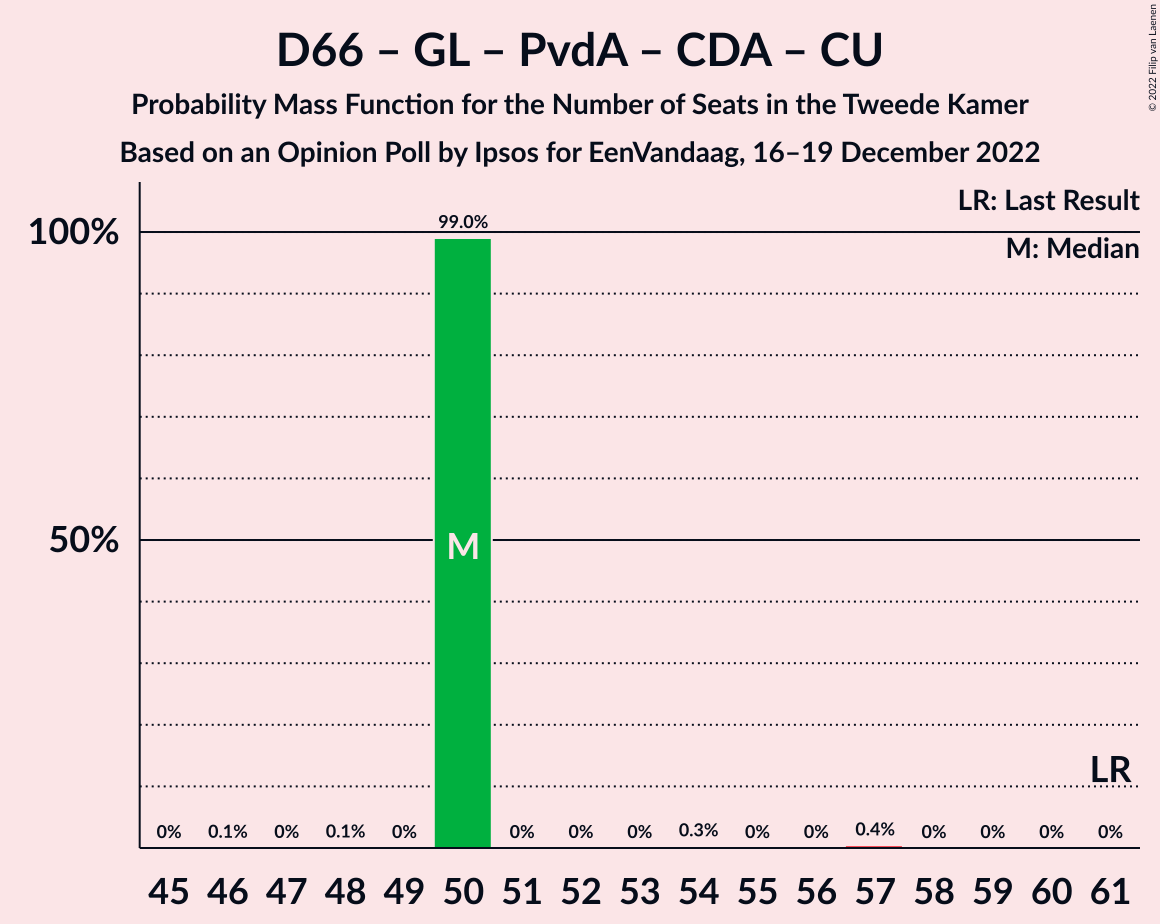 D66 – GL – PvdA – CDA – CU
Probability Mass Function for the Number of Seats in the Tweede Kamer
Based on an Opinion Poll by Ipsos for EenVandaag, 16–19 December 2022
© 2022 Filip van Laenen
LR: Last Result
M: Median
100%
50%
99.0%
M
LR
0% 0.1% 0% 0.1% 0% 0% 0% 0% 0.3% 0% 0% 0.4% 0% 0% 0% 0%
45 46 47 48 49 50 51 52 53 54 55 56 57 58 59 60 61